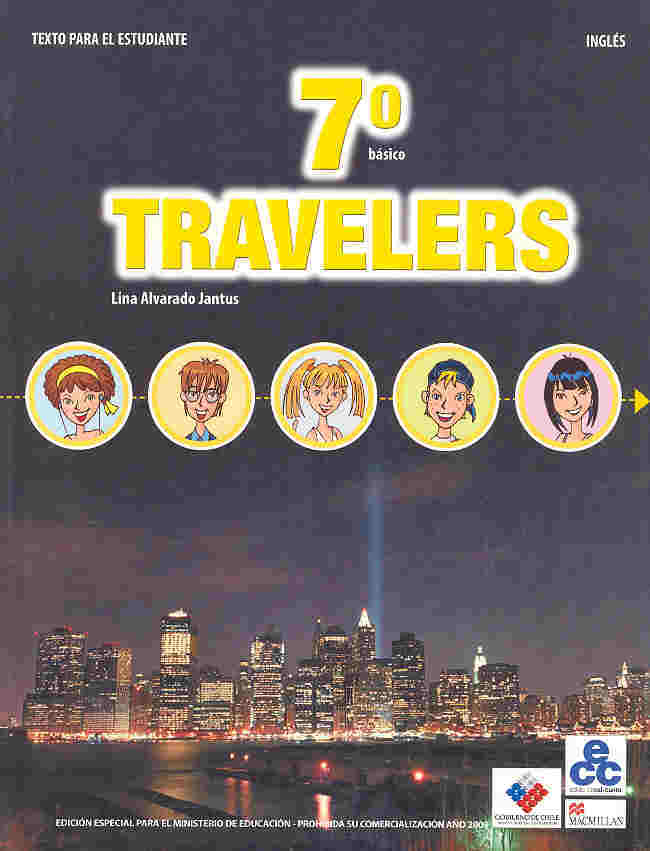 TEXTO PARA EL ESTUDIANTE
INGLÉS
7º
básico
TRAVELERS
Lina Alvarado Jantus
ecc
GOBIERNO DE CHILE
MACMILLAN
EDICIÓN ESPECIAL PARA EL MINISTERIO DE EDUCACIÓN - PROHIBIDA SU COMERCIALIZACIÓN AÑO